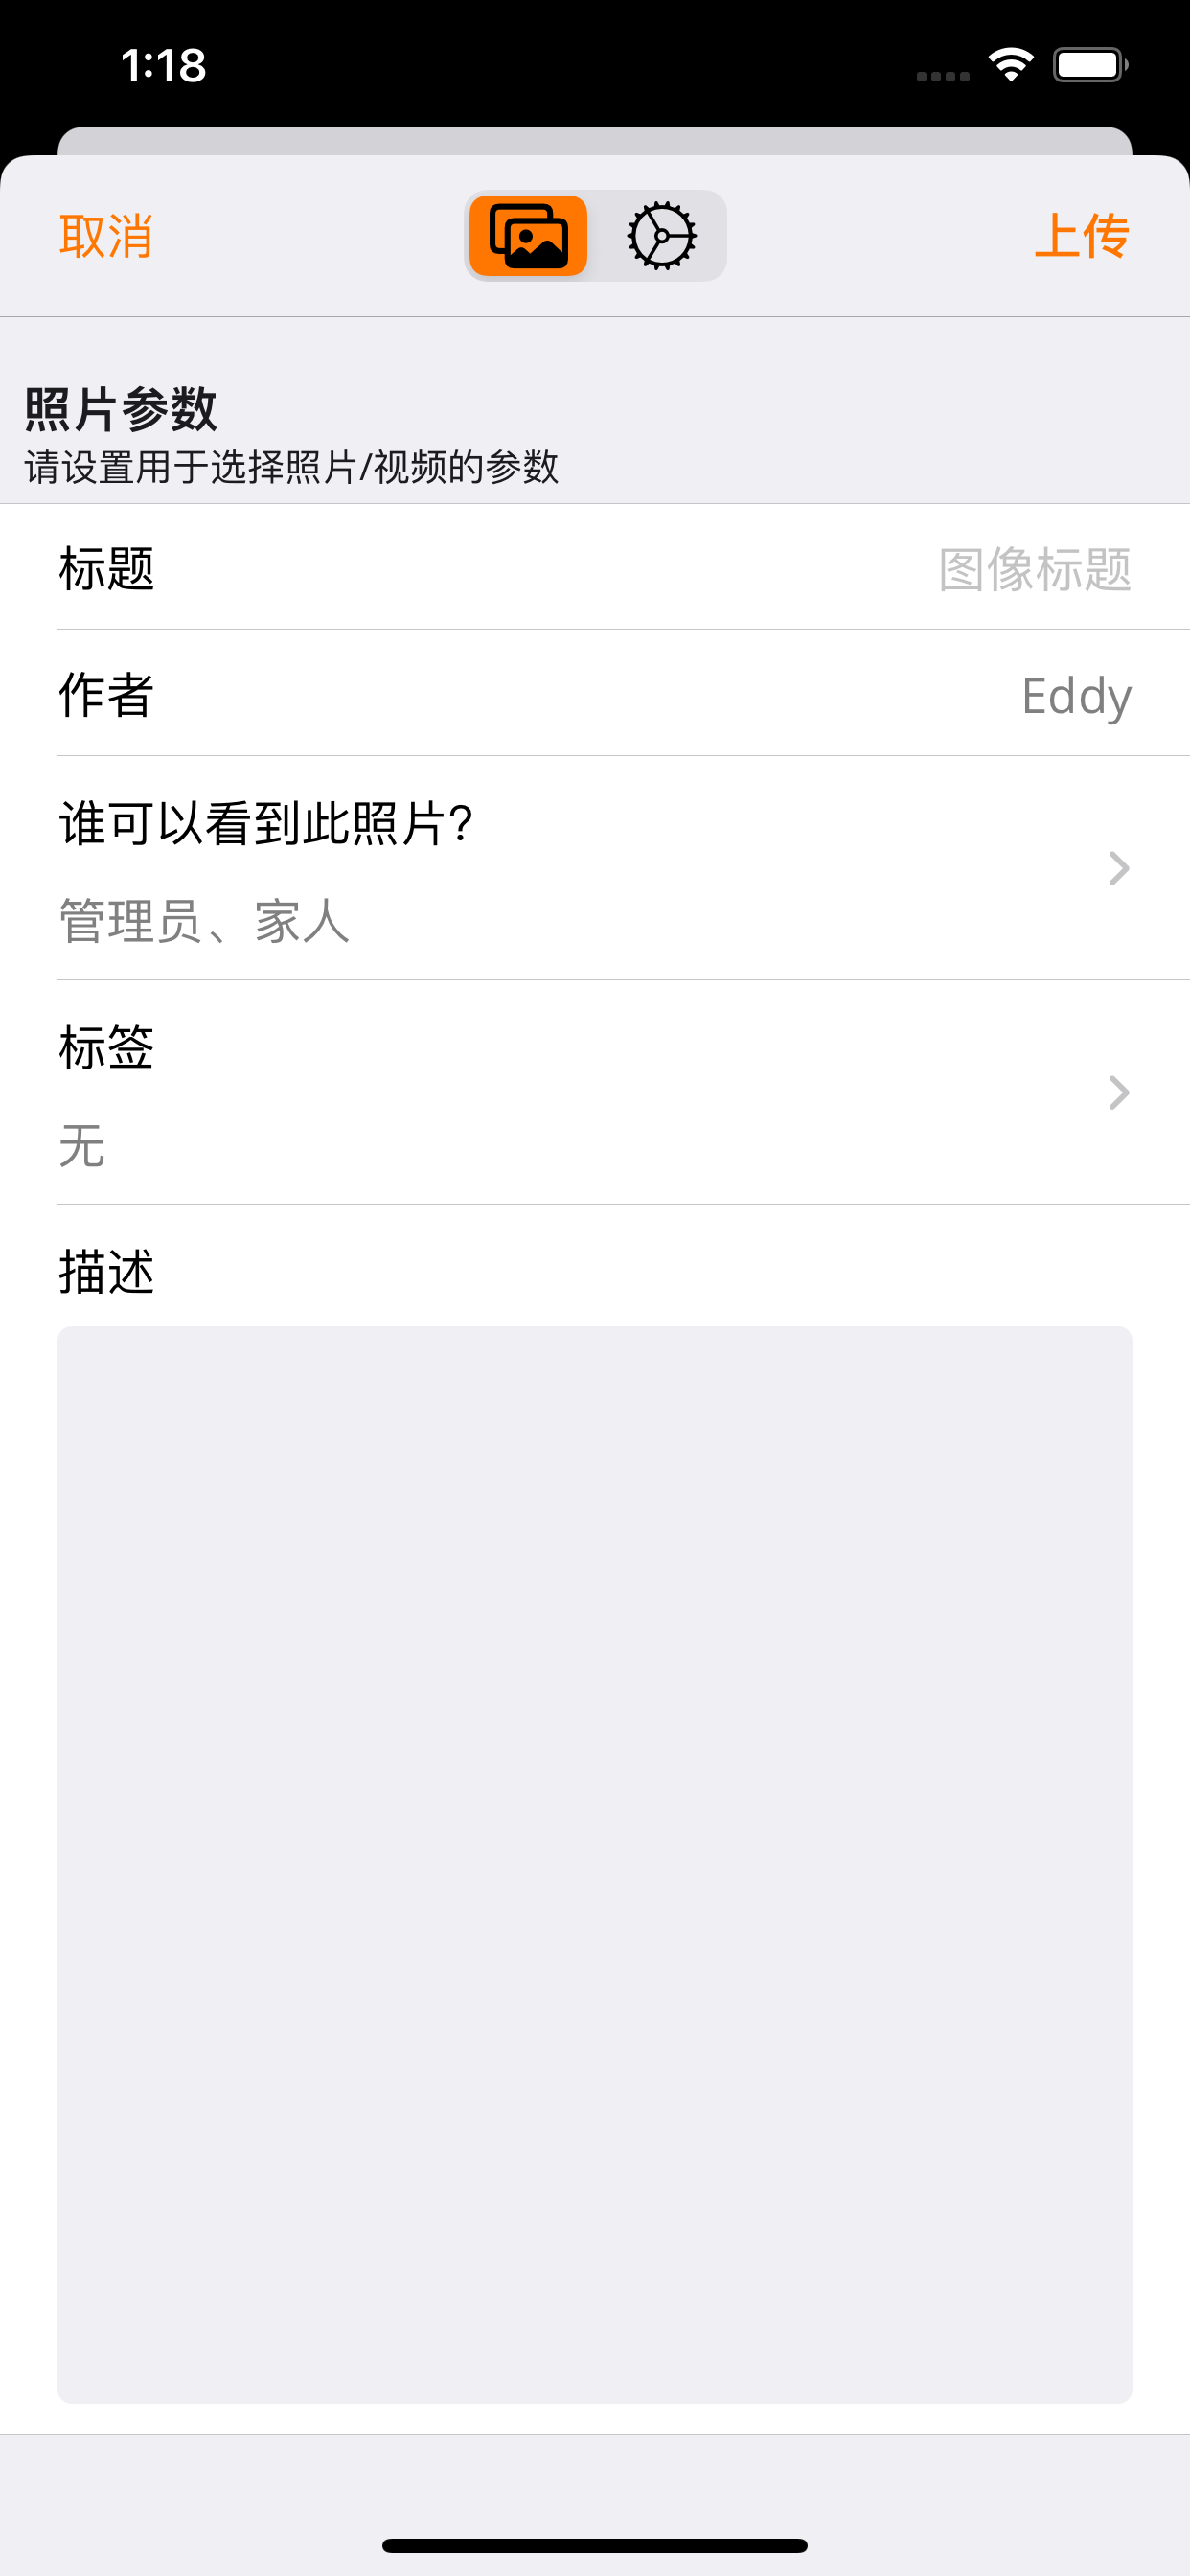 1:18
取消
上传
照片参数
请设置用于选择照片/视频的参数
标题
图像标题
作者
Eddy
谁可以看到此照片?
管理员、家人
标签
无
描述